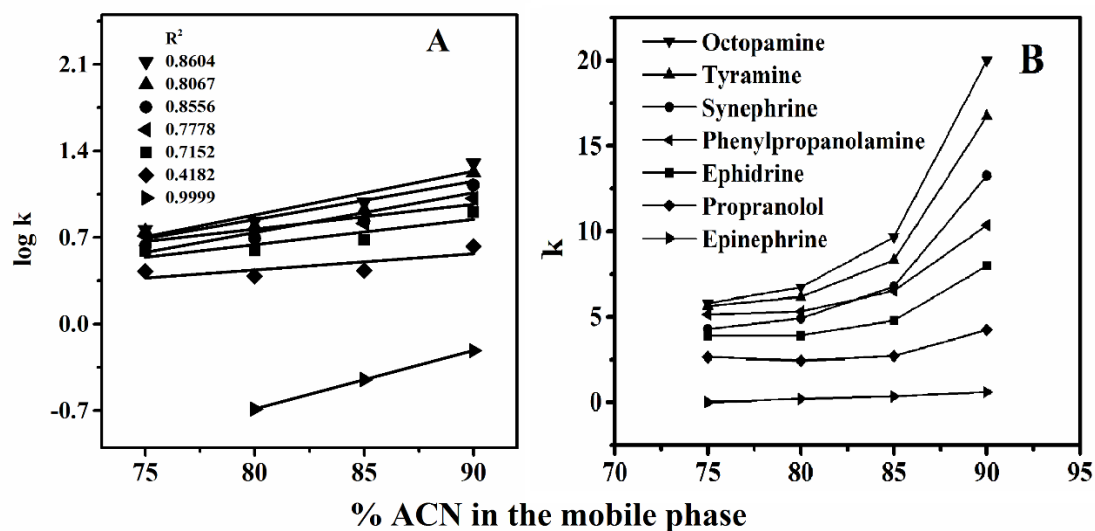 A
R²
0.8604
0.8067
0.8556
0.7778
0.7152
0.4182
0.9999
2.1
1.4
0.7
0.0
-0.7
log k
75 80 85 90
B
Octopamine
Tyramine
Synephrine
Phenylpropanolamine
Ephidrine
Propranolol
Epinephrine
20
15
10
5
0
k
70 75 80 85 90 95
% ACN in the mobile phase